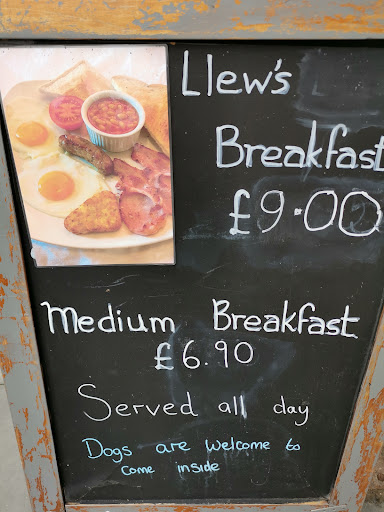 Llew's
Breakfast
£9.00
Medium Breakfast
£6.90
Served all day
Dogs are welcome to
come inside